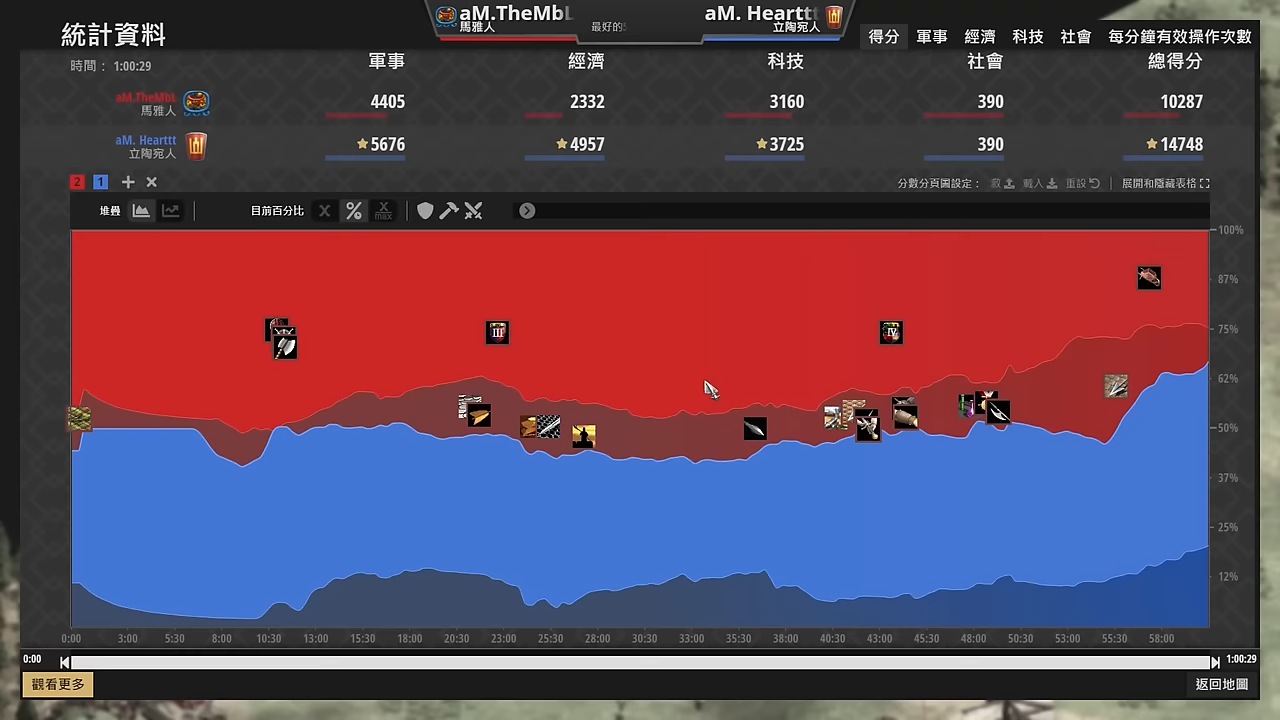 aM.TheMbL
馬雅人
最好的
aM. Hearttt
立陶宛人
統計資料
得分 軍事 經濟 科技 社會 每分鐘有效操作次數
時間： 1:00:29
軍事 經濟 科技 社會 總得分
aM.TheMbL
馬雅人
4405 2332 3160 390 10287
aM. Hearttt
立陶宛人
5676 4957 3725 390 14748
2 1
分數分頁圖設定： 載入 重設 展開和隱藏表格
堆疊 目前百分比 X % X max
100%
87%
75%
62%
50%
37%
25%
12%
III
IV
0:00 3:00 5:30 8:00 10:30 13:00 15:30 18:00 20:30 23:00 25:30 28:00 30:30 33:00 35:30 38:00 40:30 43:00 45:30 48:00 50:30 53:00 55:30 58:00
0:00 1:00:29
觀看更多 返回地圖